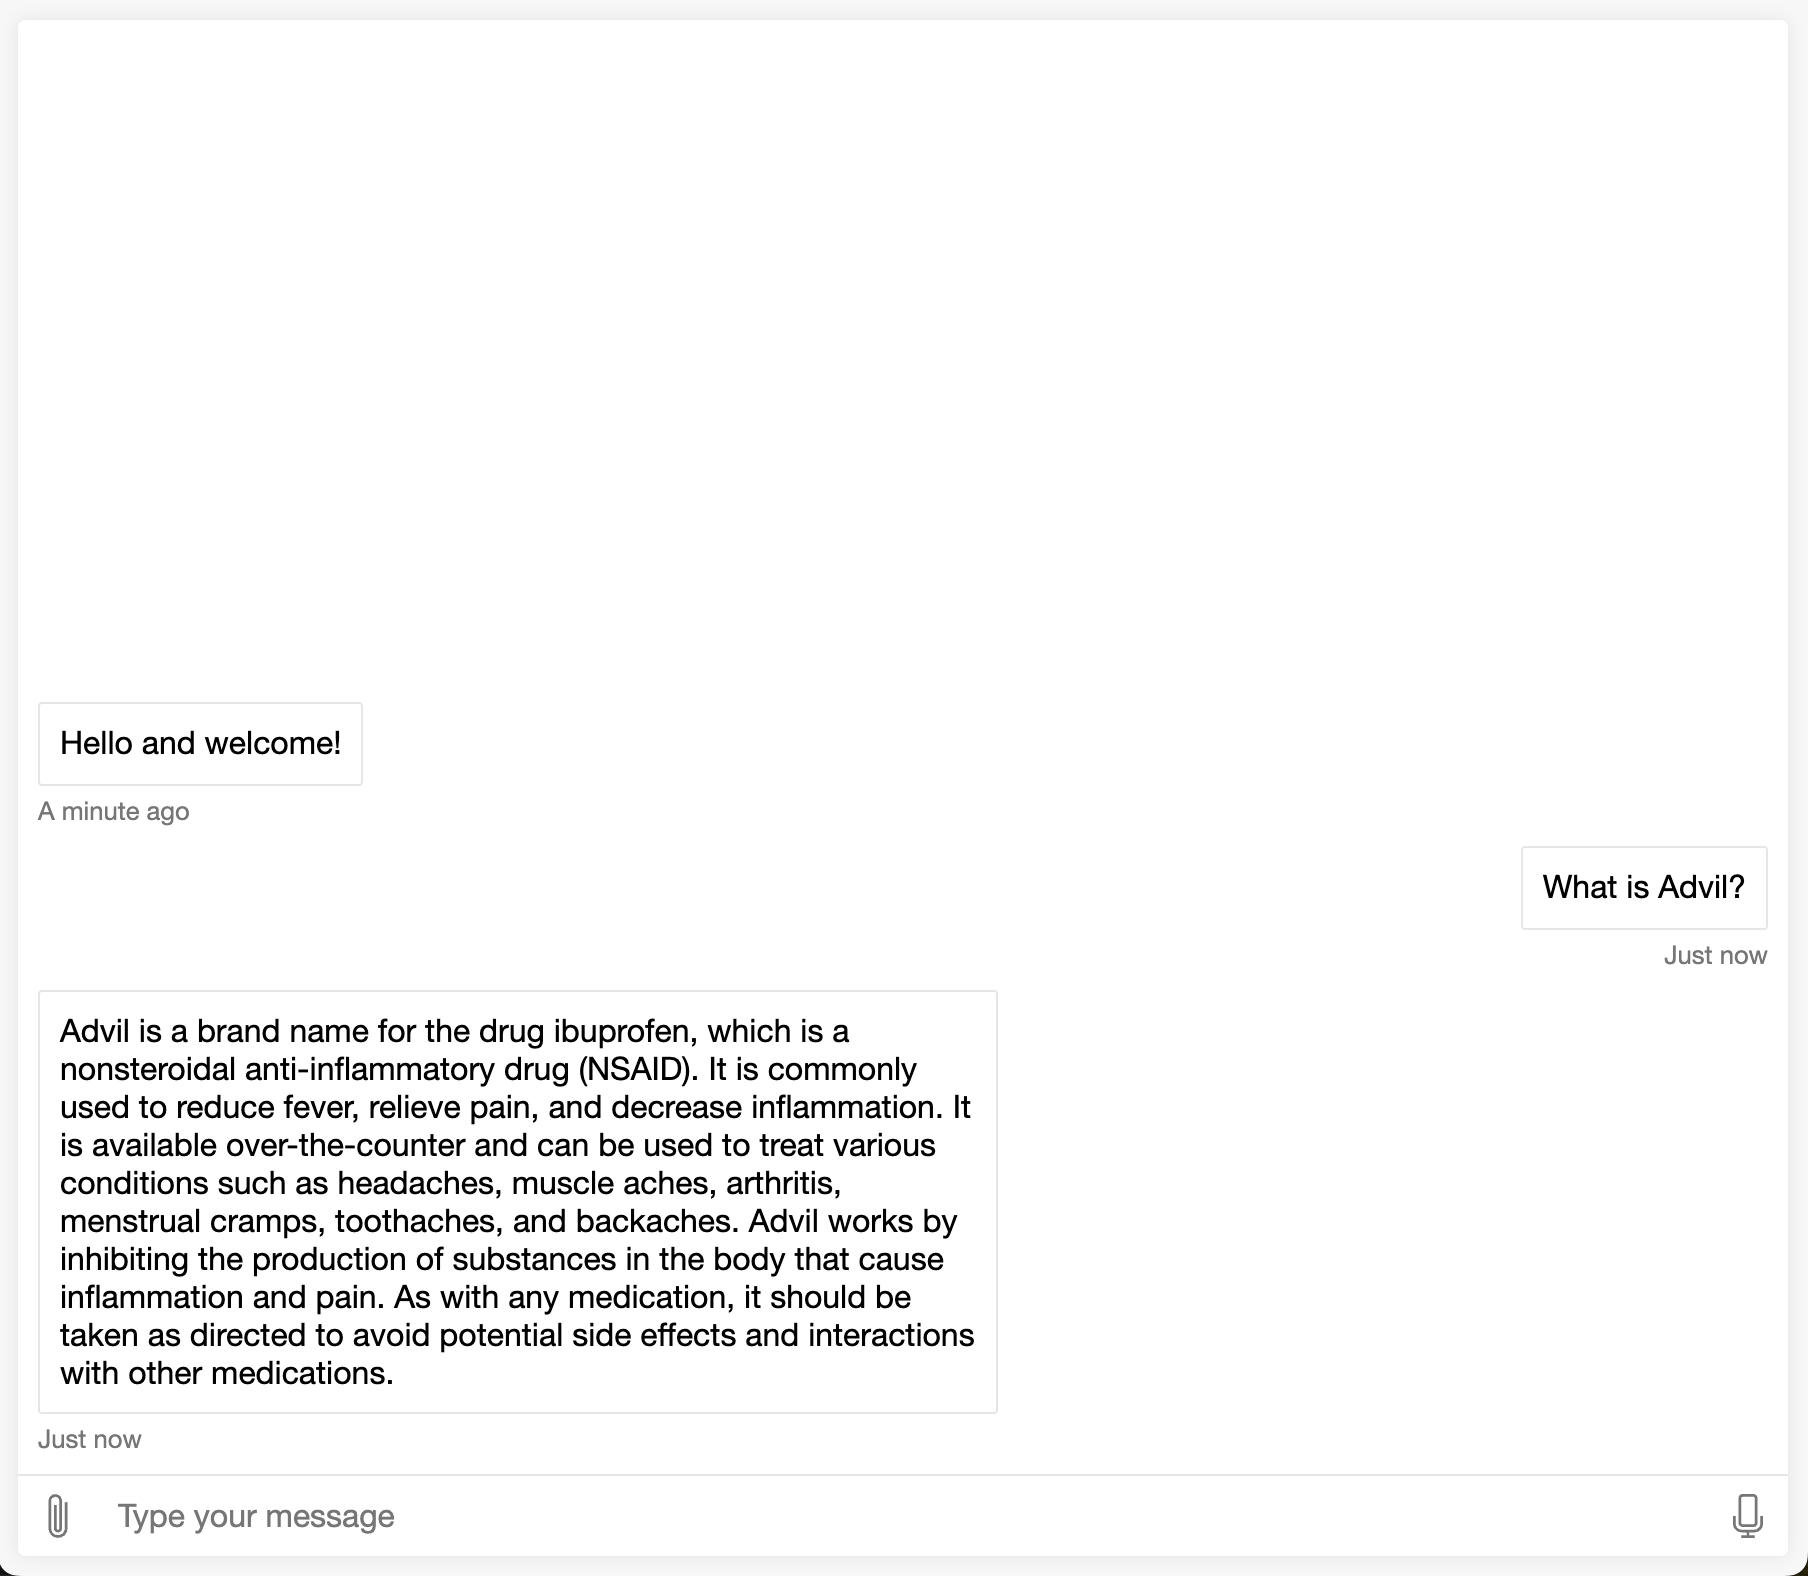 Hello and welcome!
A minute ago
What is Advil?
Just now
Advil is a brand name for the drug ibuprofen, which is a
nonsteroidal anti-inflammatory drug (NSAID). It is commonly
used to reduce fever, relieve pain, and decrease inflammation. It
is available over-the-counter and can be used to treat various
conditions such as headaches, muscle aches, arthritis,
menstrual cramps, toothaches, and backaches. Advil works by
inhibiting the production of substances in the body that cause
inflammation and pain. As with any medication, it should be
taken as directed to avoid potential side effects and interactions
with other medications.
Just now
Type your message